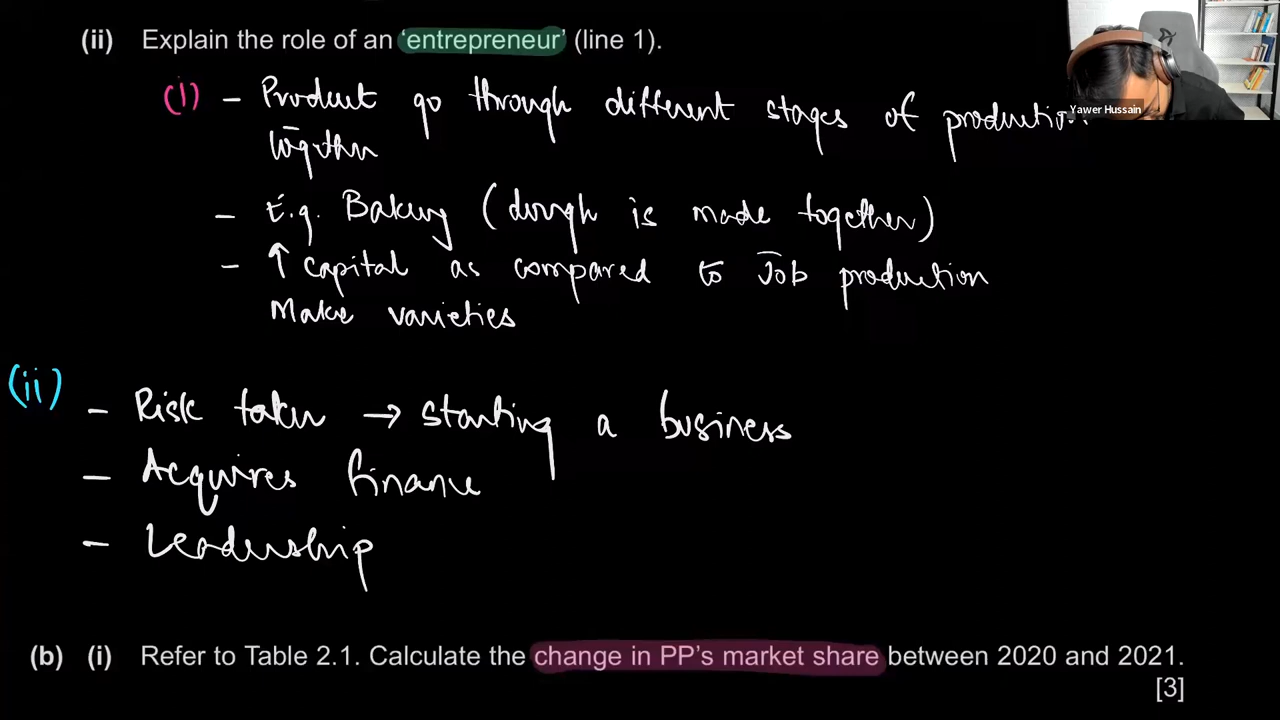 (ii) Explain the role of an ‘entrepreneur’ (line 1).
Yawer Hussain
(i) – Product go through different stages of production
together
– E.g. Baking (dough is made together)
– ↑ capital as compared to Job production
Make varieties
(ii)
– Risk taker → starting a business
– Acquires finance
– Leadership
(b) (i) Refer to Table 2.1. Calculate the change in PP’s market share between 2020 and 2021.
[3]